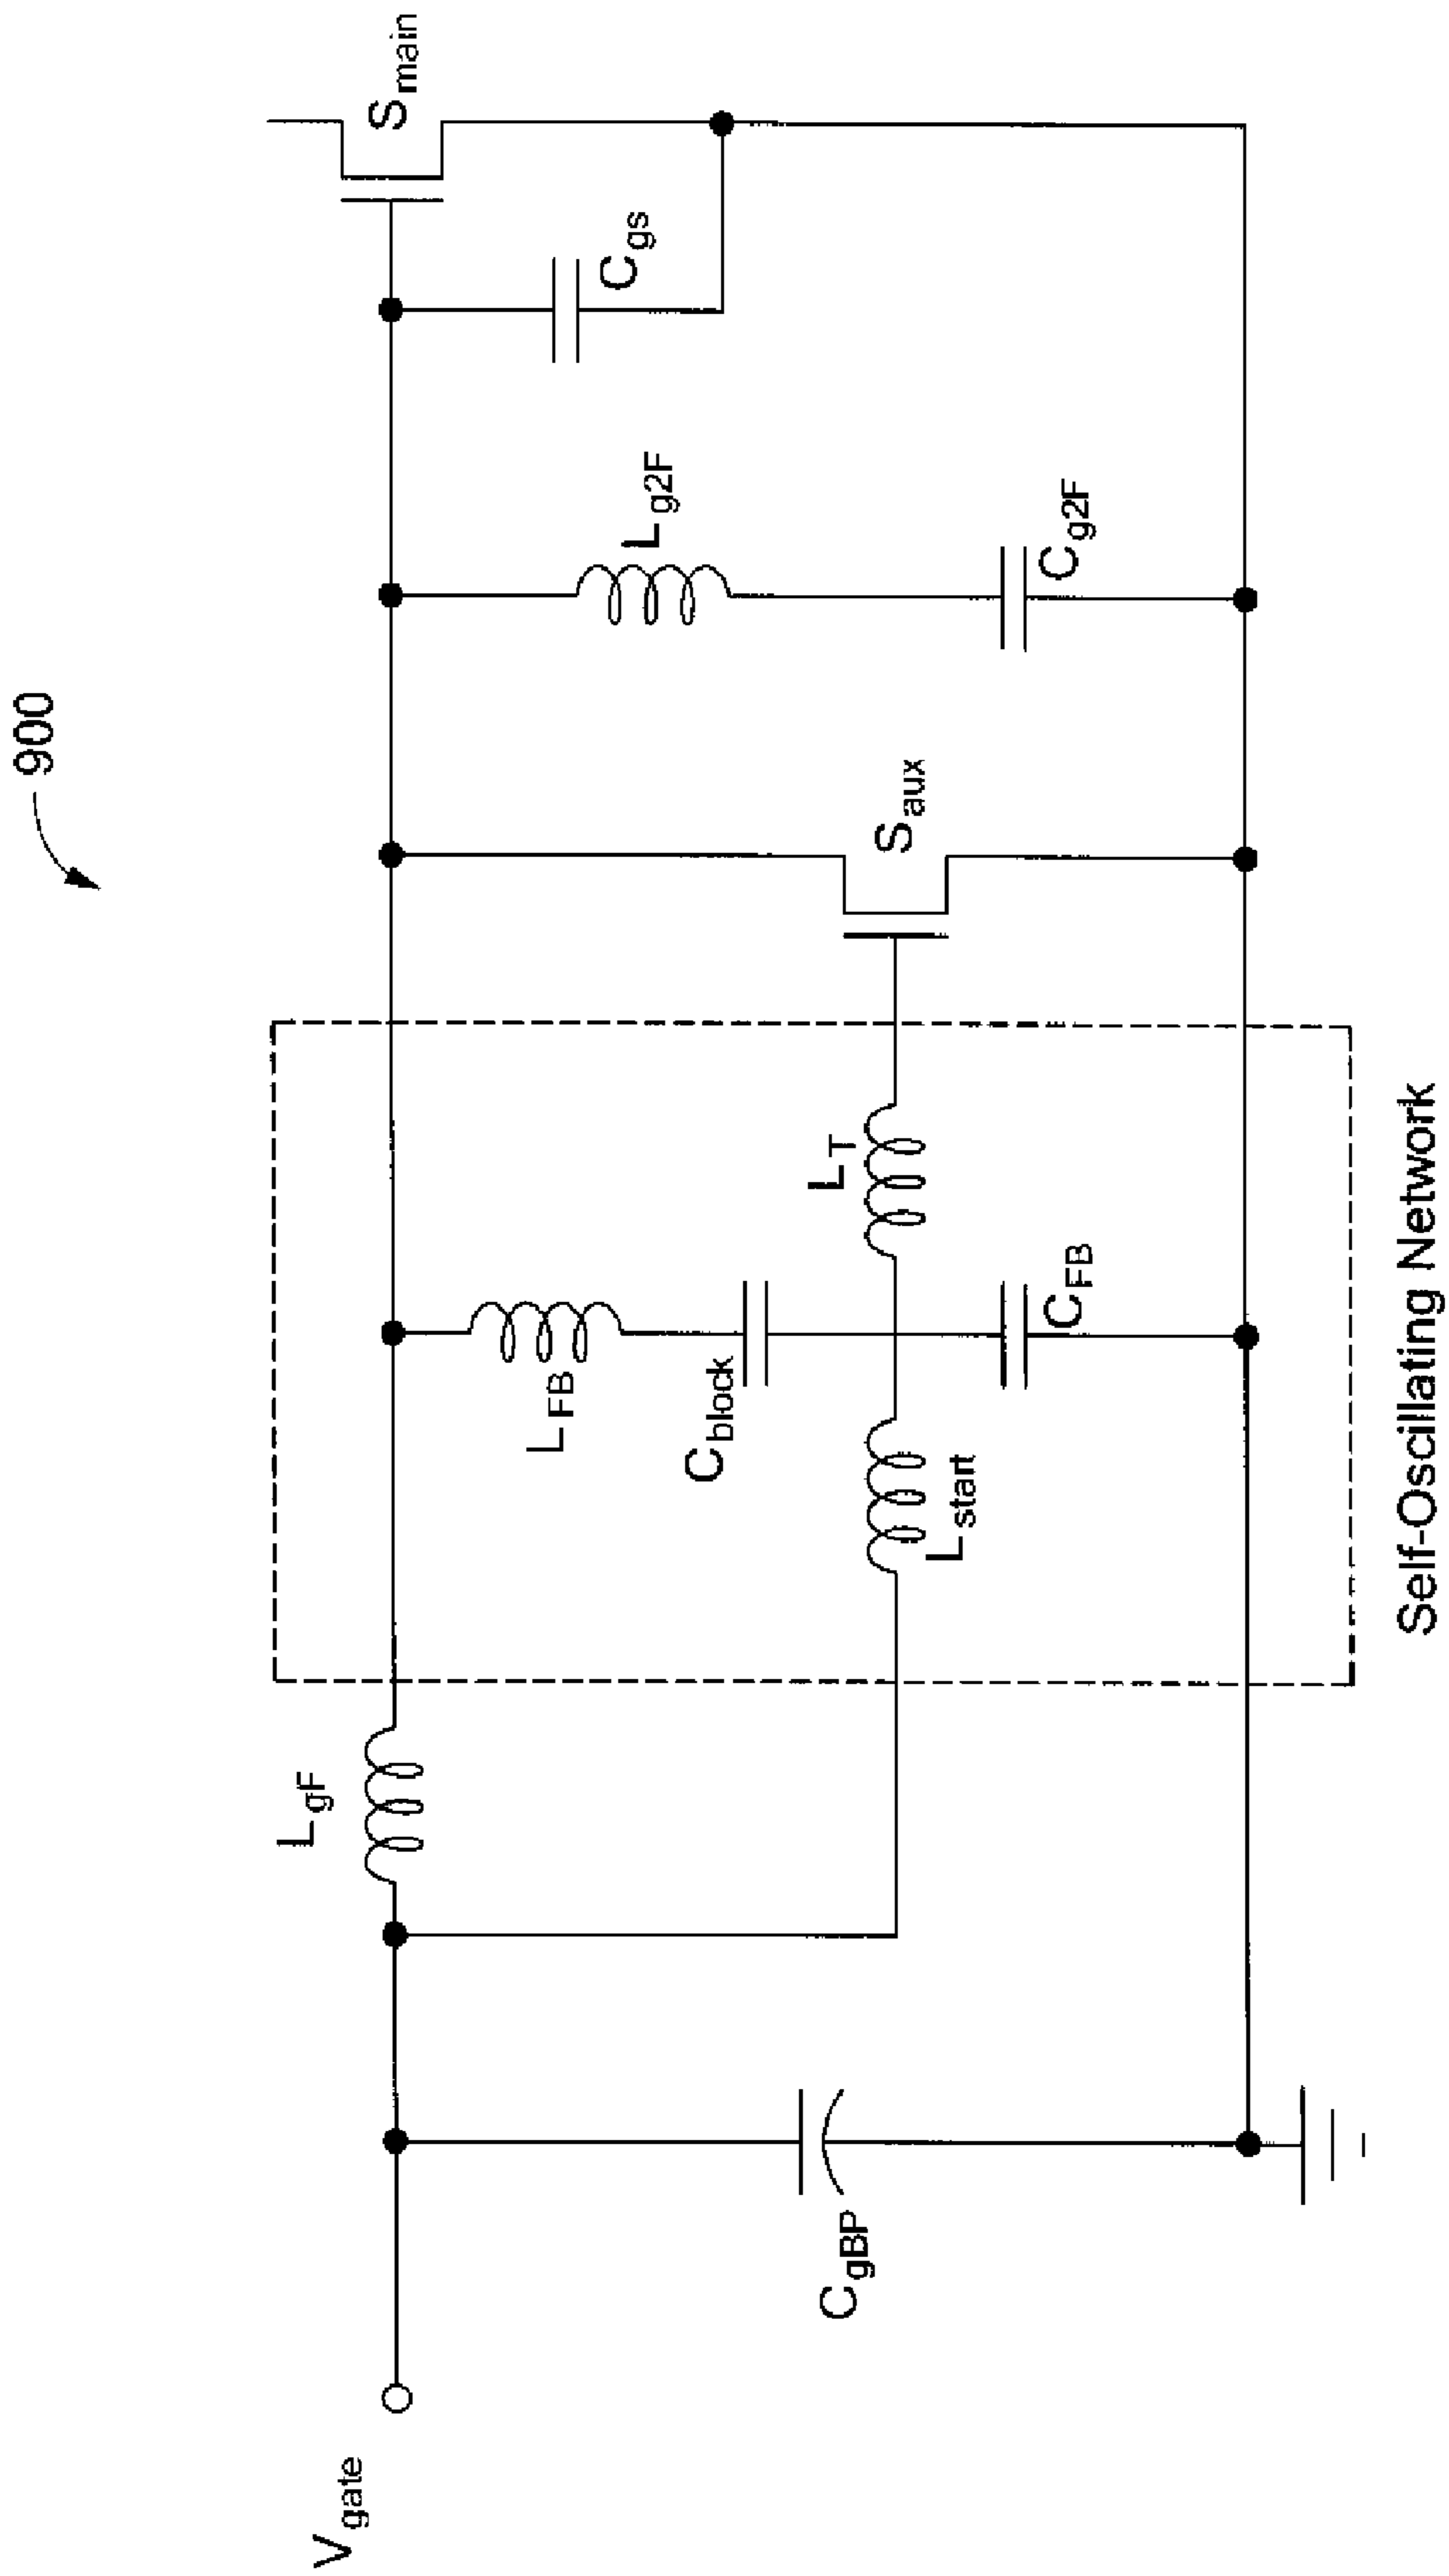 900
V_gate
L_gF
C_gBP
L_FB
C_block
L_start
L_T
C_FB
S_aux
L_g2F
C_g2F
C_gs
S_main
Self-Oscillating Network